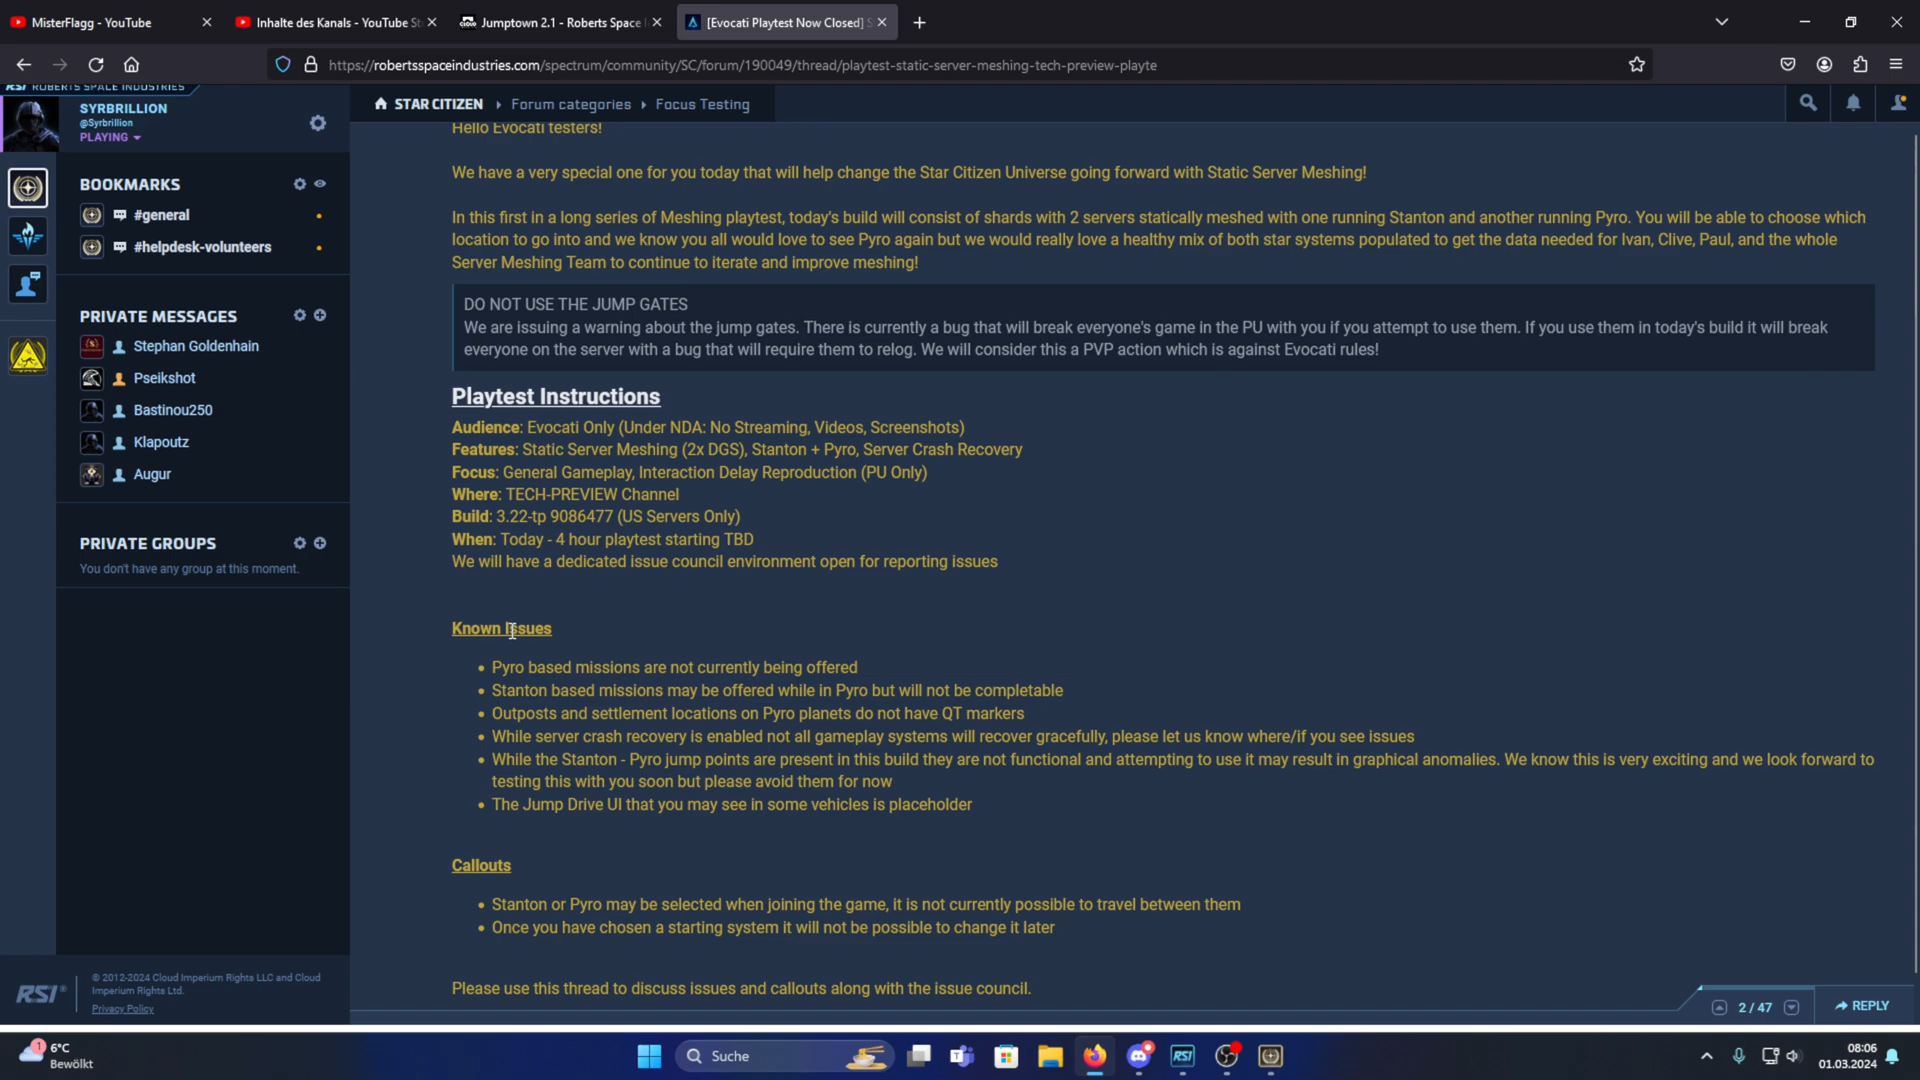 MisterFlagg - YouTube
Inhalte des Kanals - YouTube St
Jumptown 2.1 - Roberts Space I
[Evocati Playtest Now Closed] S
https://robertsspaceindustries.com/spectrum/community/SC/forum/190049/thread/playtest-static-server-meshing-tech-preview-playte
RSI ROBERTS SPACE INDUSTRIES
SYRBRILLION
@Syrbrillion
PLAYING
STAR CITIZEN
Forum categories
Focus Testing
BOOKMARKS
#general
#helpdesk-volunteers
PRIVATE MESSAGES
Stephan Goldenhain
Pseikshot
Bastinou250
Klapoutz
Augur
PRIVATE GROUPS
You don't have any group at this moment.
Hello Evocati testers!
We have a very special one for you today that will help change the Star Citizen Universe going forward with Static Server Meshing!
In this first in a long series of Meshing playtest, today's build will consist of shards with 2 servers statically meshed with one running Stanton and another running Pyro. You will be able to choose which
location to go into and we know you all would love to see Pyro again but we would really love a healthy mix of both star systems populated to get the data needed for Ivan, Clive, Paul, and the whole
Server Meshing Team to continue to iterate and improve meshing!
DO NOT USE THE JUMP GATES
We are issuing a warning about the jump gates. There is currently a bug that will break everyone's game in the PU with you if you attempt to use them. If you use them in today's build it will break
everyone on the server with a bug that will require them to relog. We will consider this a PVP action which is against Evocati rules!
Playtest Instructions
Audience: Evocati Only (Under NDA: No Streaming, Videos, Screenshots)
Features: Static Server Meshing (2x DGS), Stanton + Pyro, Server Crash Recovery
Focus: General Gameplay, Interaction Delay Reproduction (PU Only)
Where: TECH-PREVIEW Channel
Build: 3.22-tp 9086477 (US Servers Only)
When: Today - 4 hour playtest starting TBD
We will have a dedicated issue council environment open for reporting issues
Known Issues
• Pyro based missions are not currently being offered
• Stanton based missions may be offered while in Pyro but will not be completable
• Outposts and settlement locations on Pyro planets do not have QT markers
• While server crash recovery is enabled not all gameplay systems will recover gracefully, please let us know where/if you see issues
• While the Stanton - Pyro jump points are present in this build they are not functional and attempting to use it may result in graphical anomalies. We know this is very exciting and we look forward to
testing this with you soon but please avoid them for now
• The Jump Drive UI that you may see in some vehicles is placeholder
Callouts
• Stanton or Pyro may be selected when joining the game, it is not currently possible to travel between them
• Once you have chosen a starting system it will not be possible to change it later
Please use this thread to discuss issues and callouts along with the issue council.
RSI
© 2012-2024 Cloud Imperium Rights LLC and Cloud
Imperium Rights Ltd.
Privacy Policy
2 / 47
REPLY
1
6°C
Bewölkt
Suche
RSI
08:06
01.03.2024